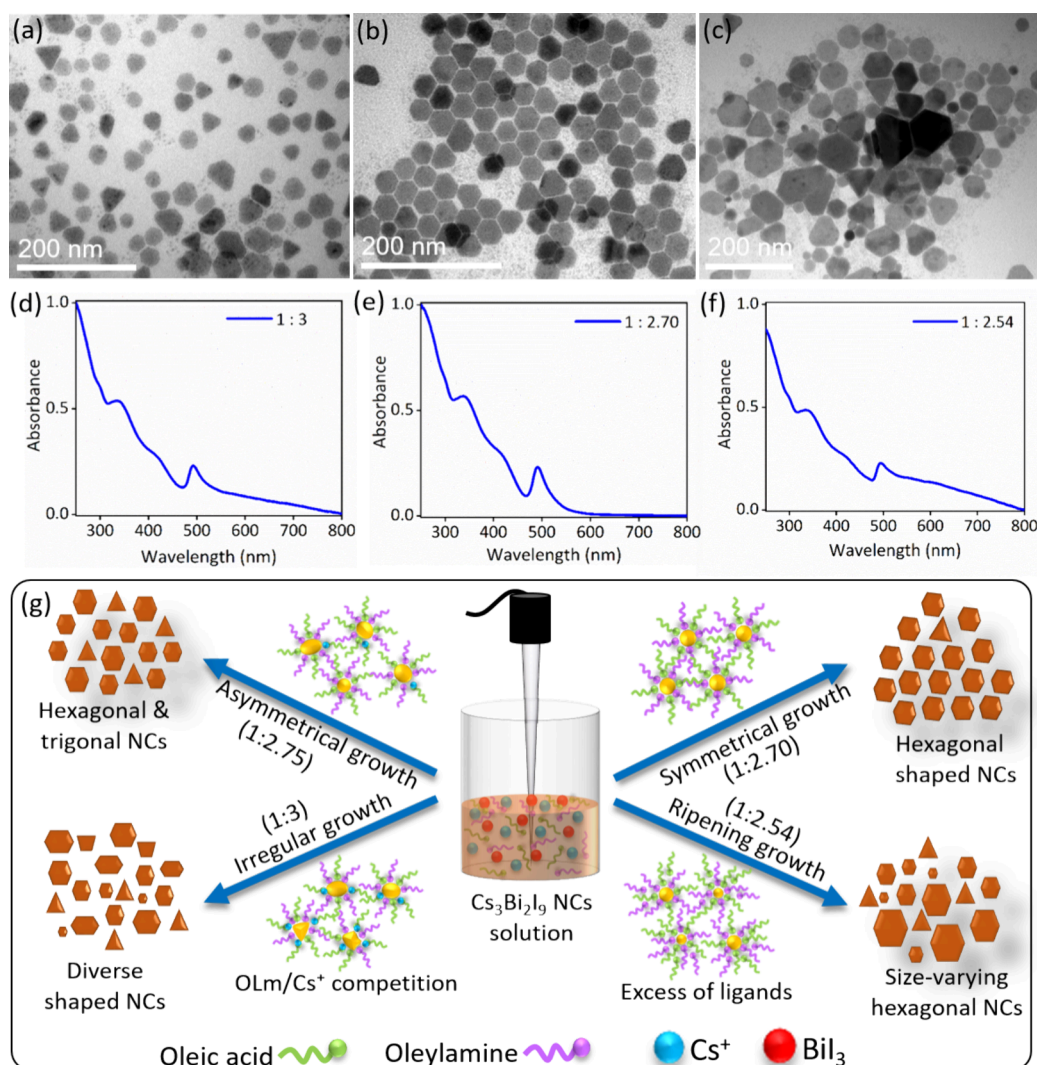 (a)
(b)
(c)
200 nm
200 nm
200 nm
(d)
1.0
0.5
0.0
Absorbance
1 : 3
300 400 500 600 700 800
Wavelength (nm)
(e)
1.0
0.5
0.0
Absorbance
1 : 2.70
300 400 500 600 700 800
Wavelength (nm)
(f)
1.0
0.5
0.0
Absorbance
1 : 2.54
300 400 500 600 700 800
Wavelength (nm)
(g)
Hexagonal &
trigonal NCs
Asymmetrical growth
(1:2.75)
Symmetrical growth
(1:2.70)
Hexagonal
shaped NCs
(1:3)
Irregular growth
Diverse
shaped NCs
OLm/Cs⁺ competition
Cs₃Bi₂I₉ NCs
solution
(1:2.54)
Ripening growth
Excess of ligands
Size-varying
hexagonal NCs
Oleic acid
Oleylamine
Cs⁺
BiI₃